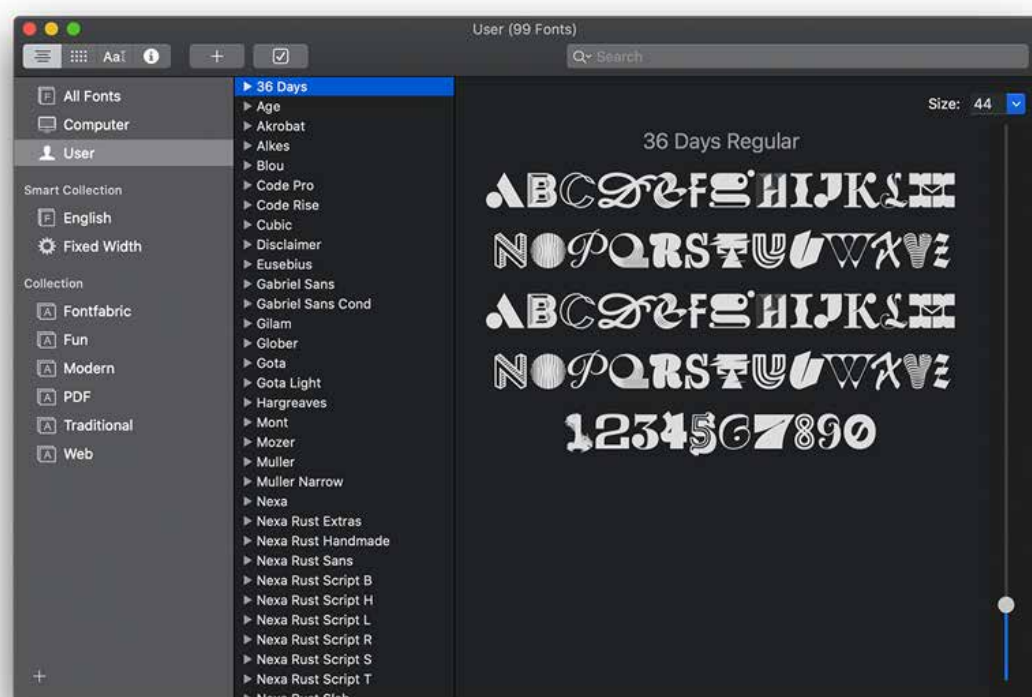 User (99 Fonts)
Aa
Search
All Fonts
Computer
User
Smart Collection
English
Fixed Width
Collection
Fontfabric
Fun
Modern
PDF
Traditional
Web
36 Days
Age
Akrobat
Alkes
Blou
Code Pro
Code Rise
Cubic
Disclaimer
Eusebius
Gabriel Sans
Gabriel Sans Cond
Gilam
Glober
Gota
Gota Light
Hargreaves
Mont
Mozer
Muller
Muller Narrow
Nexa
Nexa Rust Extras
Nexa Rust Handmade
Nexa Rust Sans
Nexa Rust Script B
Nexa Rust Script H
Nexa Rust Script L
Nexa Rust Script R
Nexa Rust Script S
Nexa Rust Script T
Nexa Rust Slab
Size: 44
36 Days Regular
ABCDEFGHIJKLM
NOPQRSTUVWXYZ
ABCDEFGHIJKLM
NOPQRSTUVWXYZ
1234567890